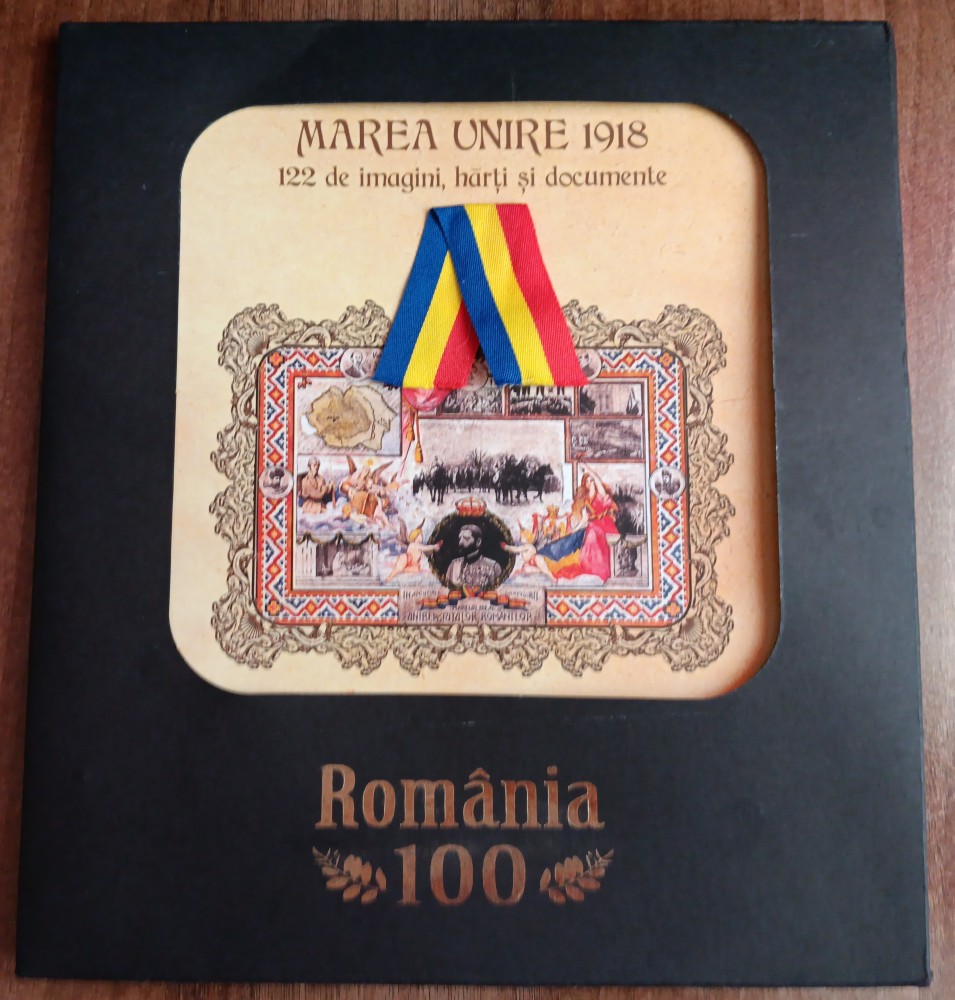 MAREA UNIRE 1918
122 de imagini, hărți și documente
România
100